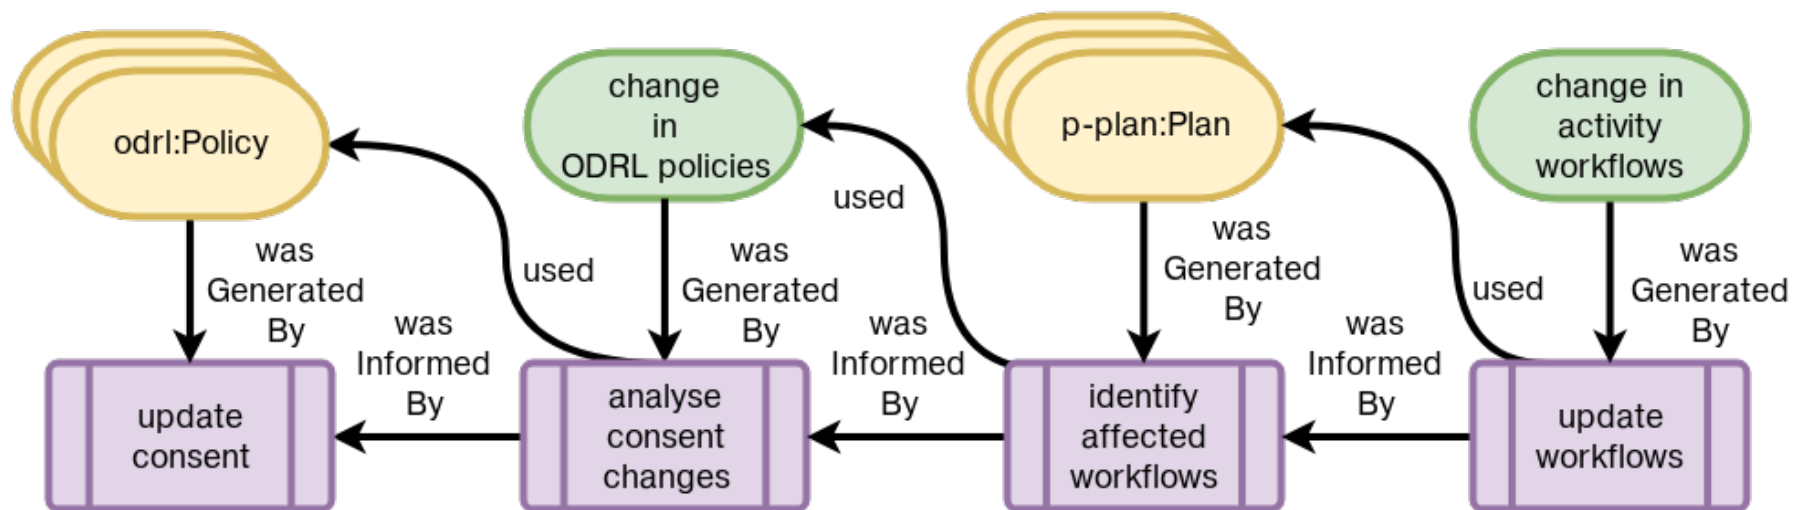 odrl:Policy
change
in
ODRL policies
p-plan:Plan
change in
activity
workflows
used
was
Generated
By
used
was
Generated
By
was
Generated
By
used
was
Generated
By
was
Informed
By
was
Informed
By
was
Informed
By
update
consent
analyse
consent
changes
identify
affected
workflows
update
workflows